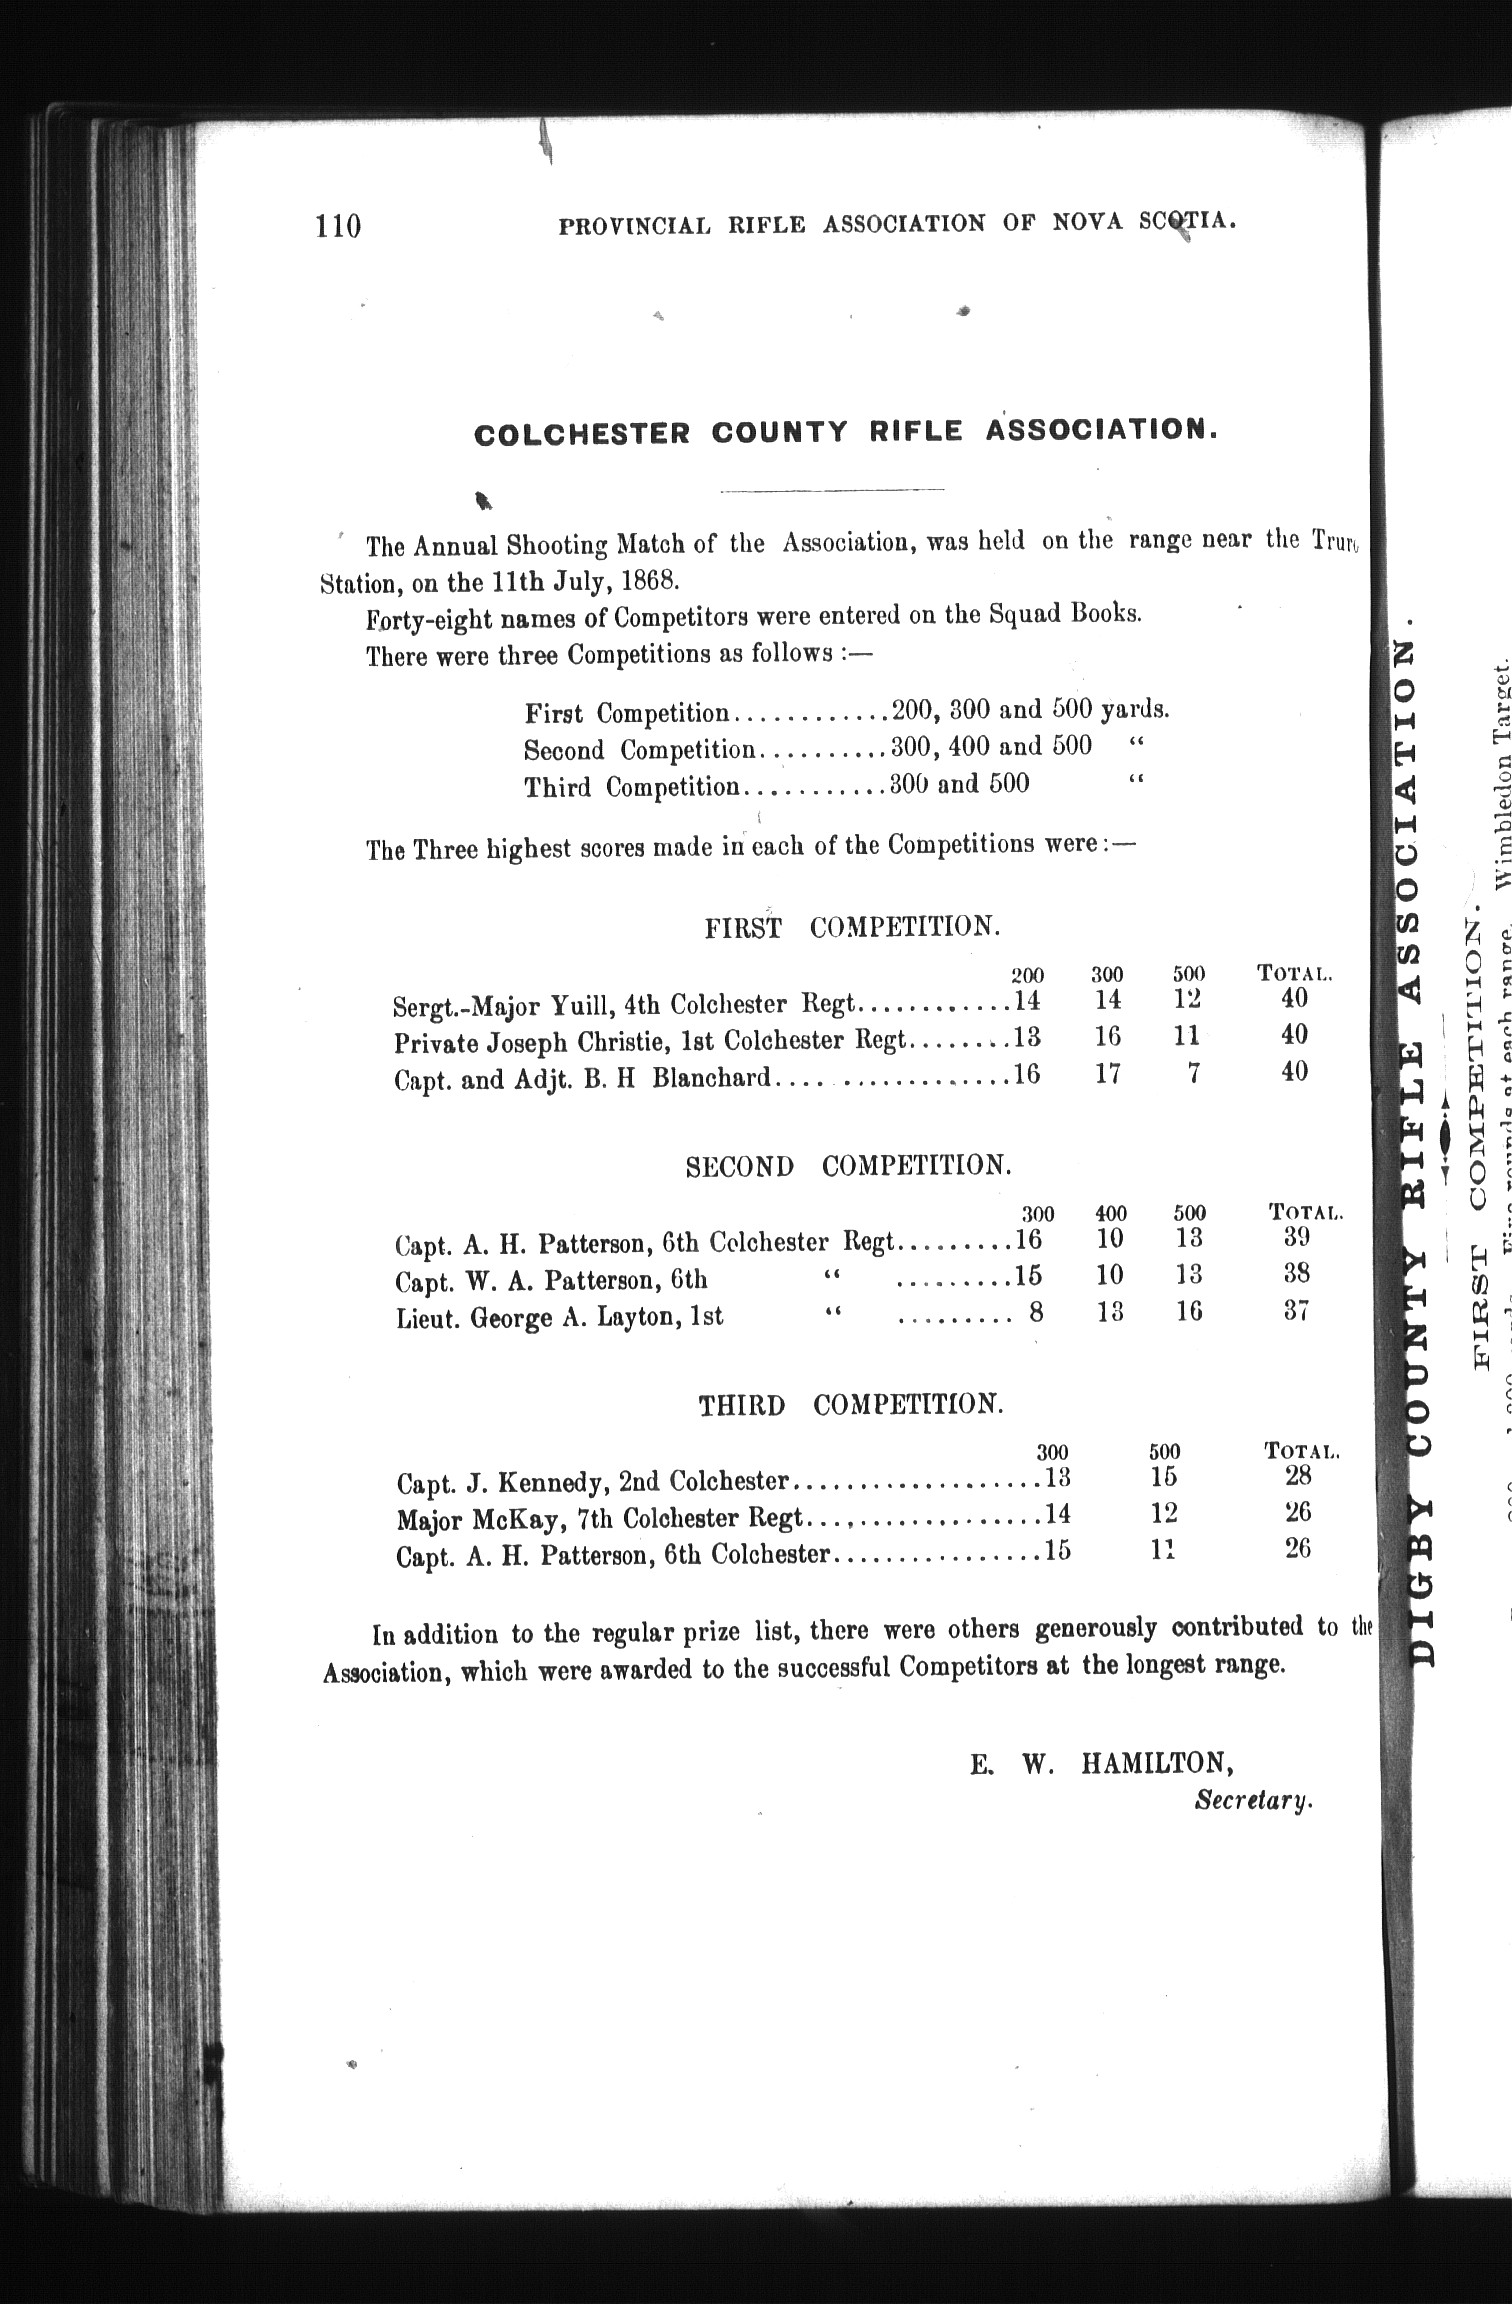 110 PROVINCIAL RIFLE ASSOCIATION OF NOVA SCOTIA.
COLCHESTER COUNTY RIFLE ASSOCIATION.
The Annual Shooting Match of the Association, was held on the range near the Truro
Station, on the 11th July, 1868.
Forty-eight names of Competitors were entered on the Squad Books.
There were three Competitions as follows :—
First Competition............200, 300 and 500 yards.
Second Competition..........300, 400 and 500 “
Third Competition...........300 and 500 “
The Three highest scores made in each of the Competitions were:—
FIRST COMPETITION.
200 300 500 TOTAL.
Sergt.-Major Yuill, 4th Colchester Regt............14 14 12 40
Private Joseph Christie, 1st Colchester Regt........13 16 11 40
Capt. and Adjt. B. H Blanchard.... .............16 17 7 40
SECOND COMPETITION.
300 400 500 TOTAL.
Capt. A. H. Patterson, 6th Colchester Regt.........16 10 13 39
Capt. W. A. Patterson, 6th “ .........15 10 13 38
Lieut. George A. Layton, 1st “ ......... 8 13 16 37
THIRD COMPETITION.
300 500 TOTAL.
Capt. J. Kennedy, 2nd Colchester...................13 15 28
Major McKay, 7th Colchester Regt..................14 12 26
Capt. A. H. Patterson, 6th Colchester................15 11 26
In addition to the regular prize list, there were others generously contributed to the
Association, which were awarded to the successful Competitors at the longest range.
E. W. HAMILTON,
Secretary.
DIGBY COUNTY RIFLE ASSOCIATION.
FIRST COMPETITION.
at each range. Wimbledon Target.